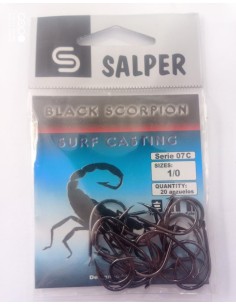 S SALPER
BLACK SCORPION
SURF CASTING
Serie 07C
SIZES:
1/0
QUANTITY:
20 anzuelos